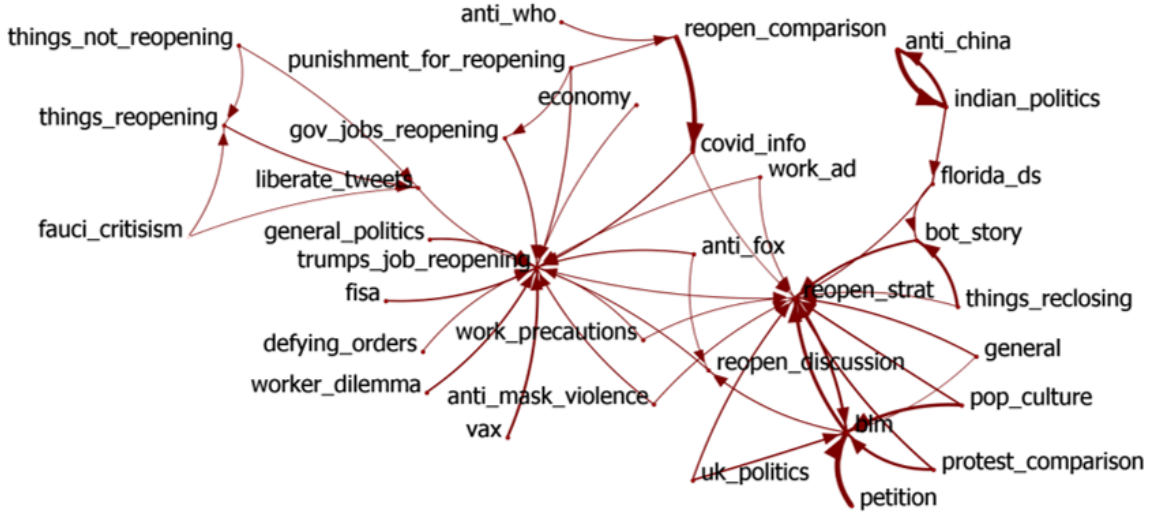 anti_who
reopen_comparison
things_not_reopening
anti_china
punishment_for_reopening
economy
indian_politics
things_reopening
gov_jobs_reopening
covid_info
work_ad
liberate_tweets
florida_ds
fauci_critisism
general_politics
bot_story
anti_fox
trumps_job_reopening
fisa
reopen_strat
things_reclosing
work_precautions
defying_orders
general
reopen_discussion
worker_dilemma
anti_mask_violence
pop_culture
vax
blm
uk_politics
protest_comparison
petition